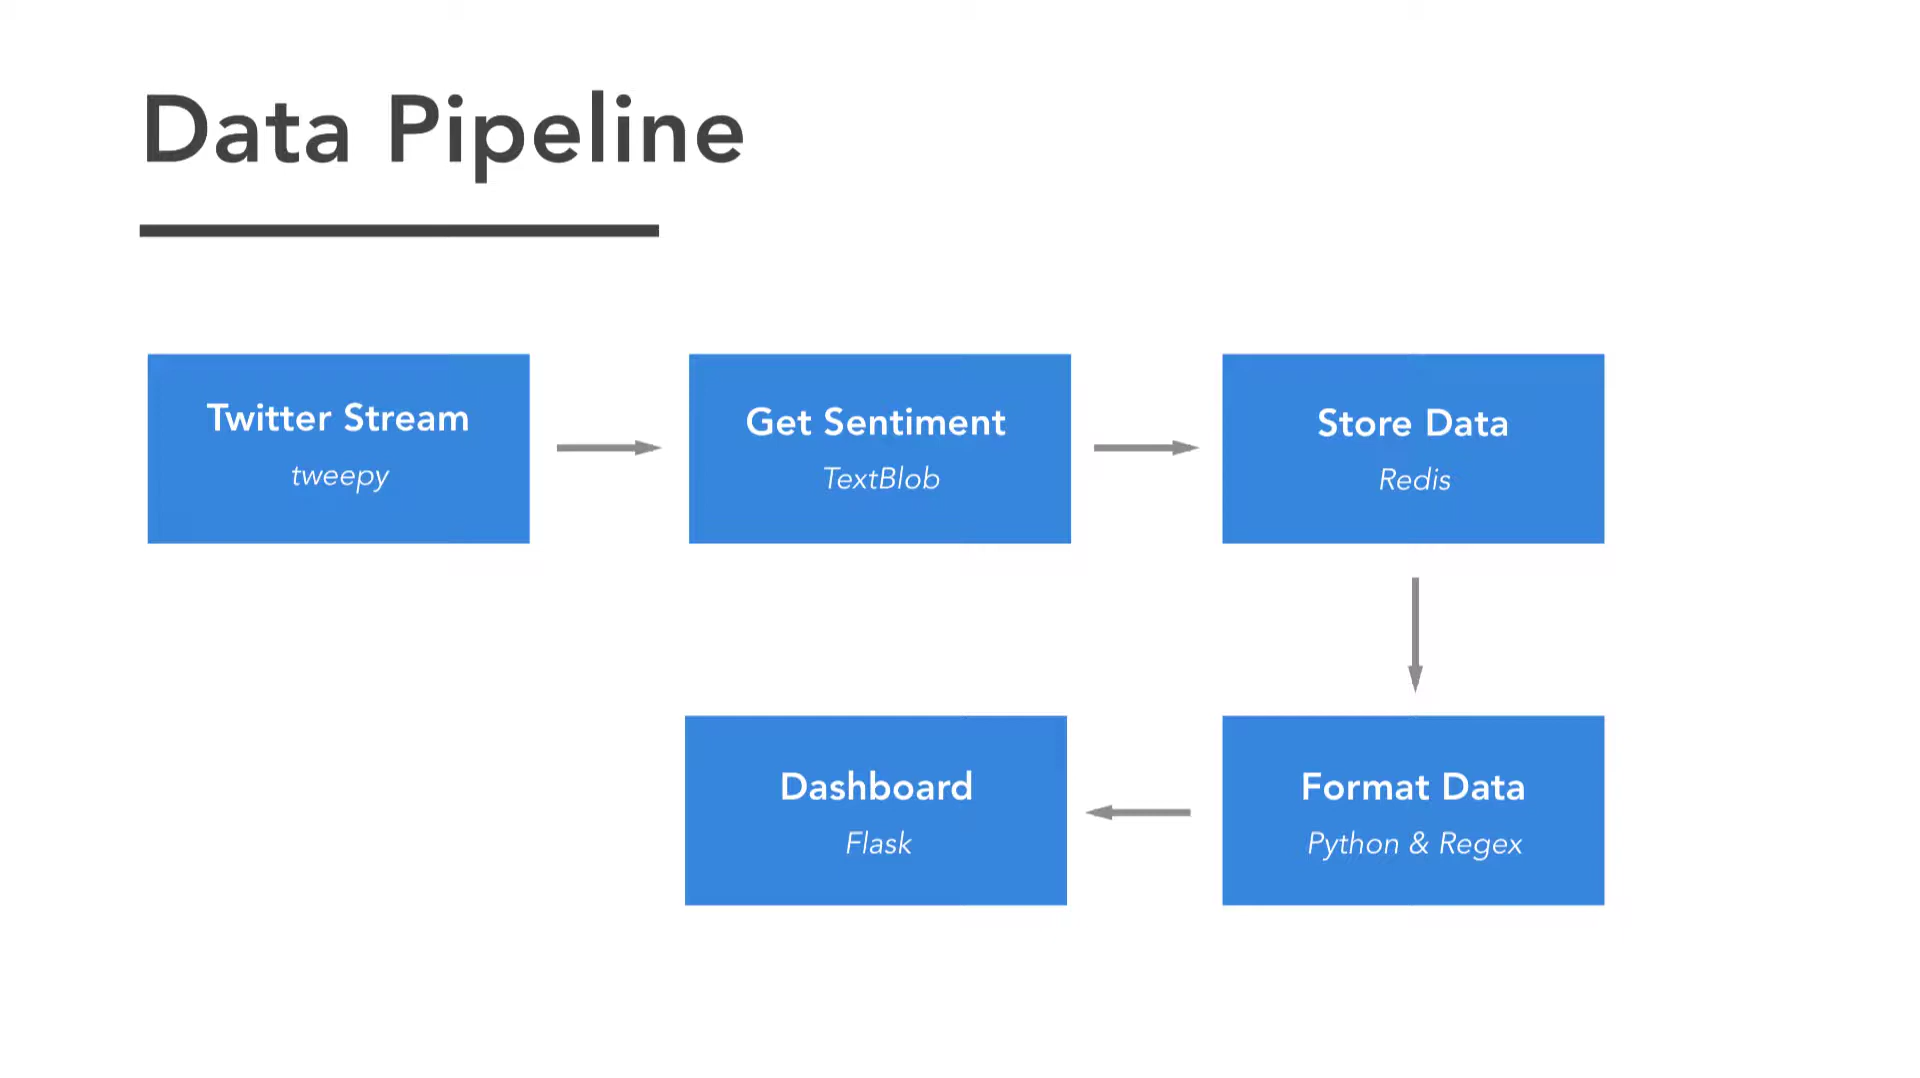 Data Pipeline
Twitter Stream
tweepy
Get Sentiment
TextBlob
Store Data
Redis
Dashboard
Flask
Format Data
Python & Regex